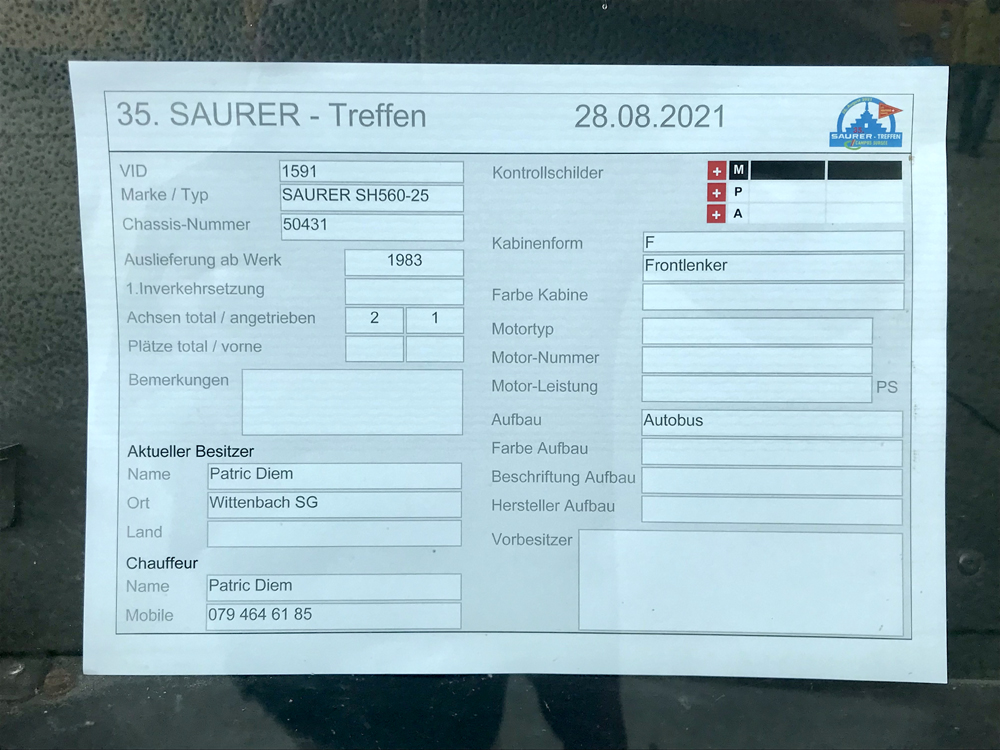 35. SAURER - Treffen
28.08.2021
SAURER - TREFFEN
VID 1591
Marke / Typ SAURER SH560-25
Chassis-Nummer 50431
Auslieferung ab Werk 1983
1.Inverkehrsetzung
Achsen total / angetrieben 2 1
Plätze total / vorne
Bemerkungen
Aktueller Besitzer
Name Patric Diem
Ort Wittenbach SG
Land
Chauffeur
Name Patric Diem
Mobile 079 464 61 85
Kontrollschilder M
P
A
Kabinenform F
Frontlenker
Farbe Kabine
Motortyp
Motor-Nummer
Motor-Leistung PS
Aufbau Autobus
Farbe Aufbau
Beschriftung Aufbau
Hersteller Aufbau
Vorbesitzer